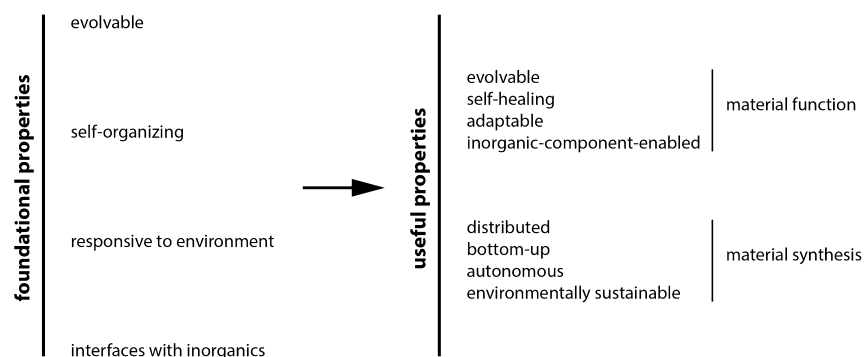 foundational properties
evolvable
self-organizing
responsive to environment
interfaces with inorganics
useful properties
evolvable
self-healing
adaptable
inorganic-component-enabled
material function
distributed
bottom-up
autonomous
environmentally sustainable
material synthesis